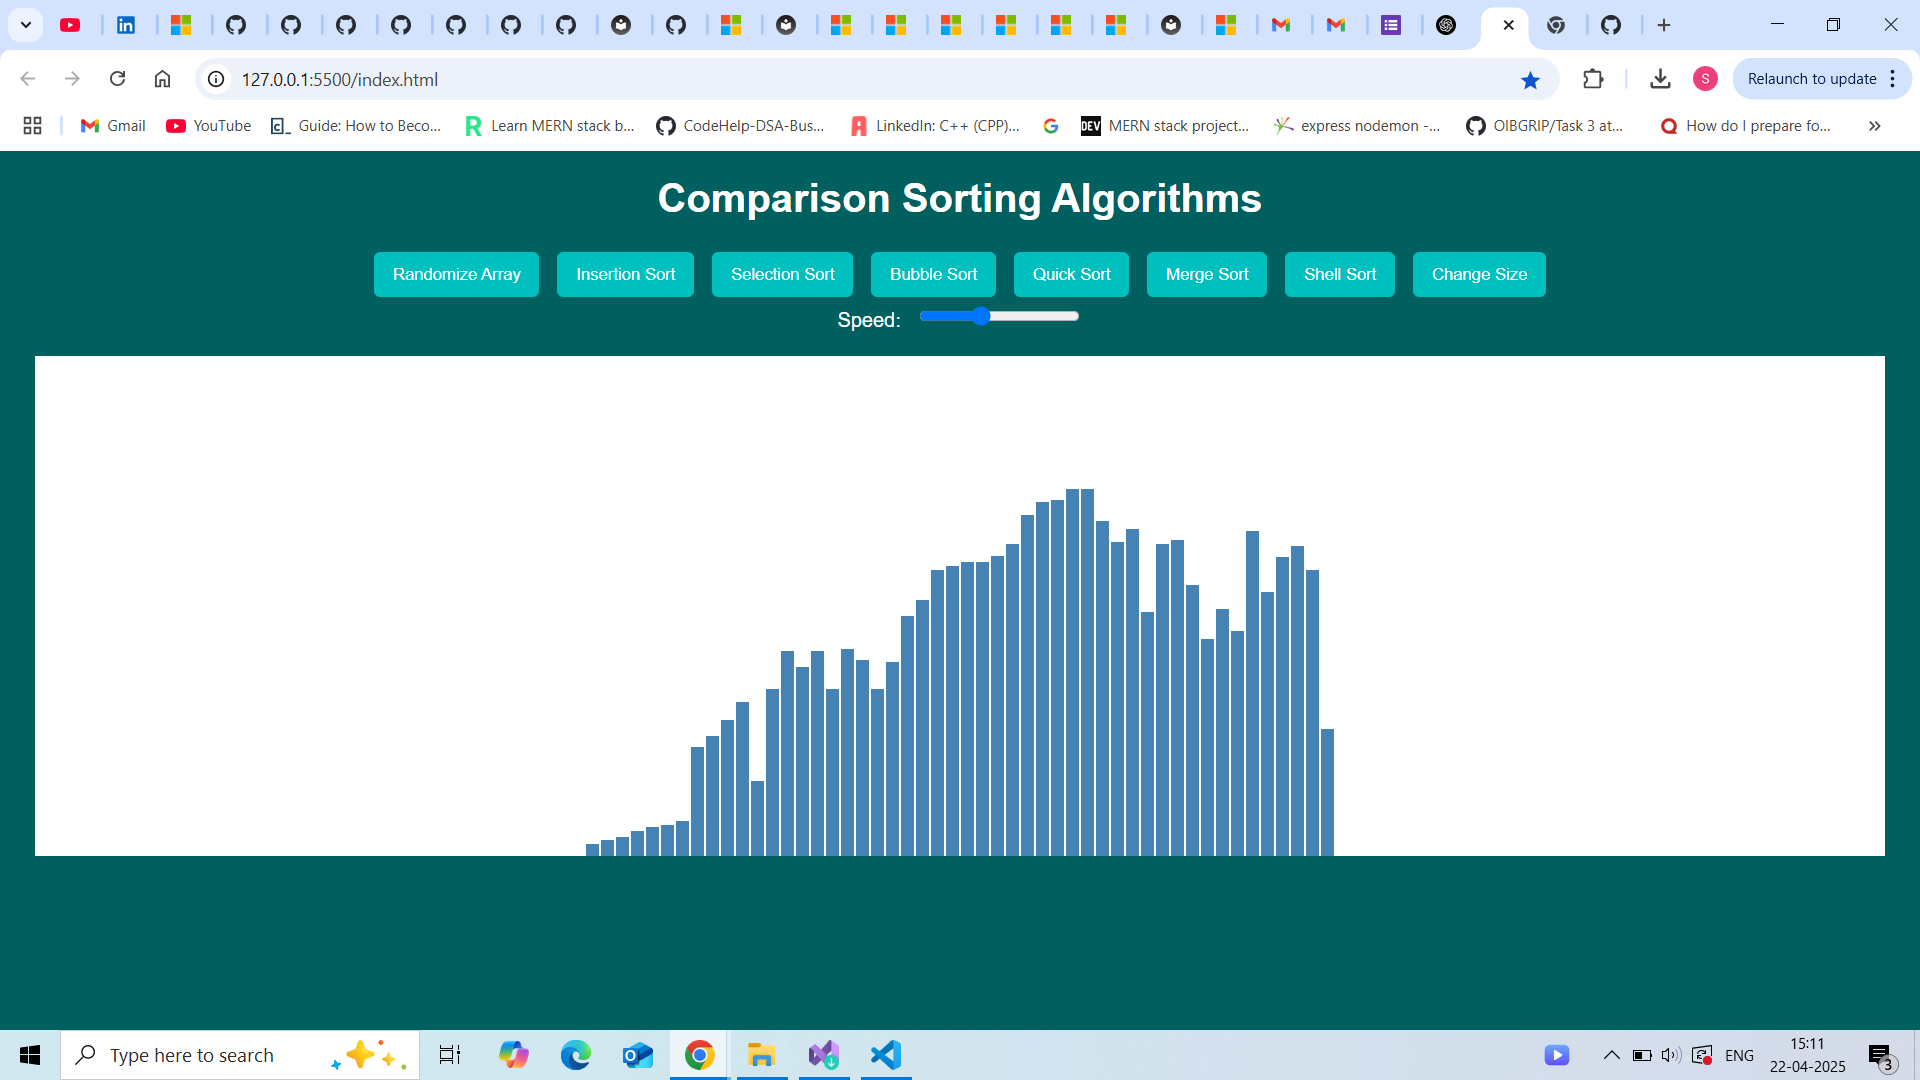 127.0.0.1:5500/index.html
S
Relaunch to update
Gmail
YouTube
Guide: How to Beco...
Learn MERN stack b...
CodeHelp-DSA-Bus...
LinkedIn: C++ (CPP)...
DEV
MERN stack project...
express nodemon -...
OIBGRIP/Task 3 at...
How do I prepare fo...
Comparison Sorting Algorithms
Randomize Array
Insertion Sort
Selection Sort
Bubble Sort
Quick Sort
Merge Sort
Shell Sort
Change Size
Speed:
Type here to search
ENG
15:11
22-04-2025
3